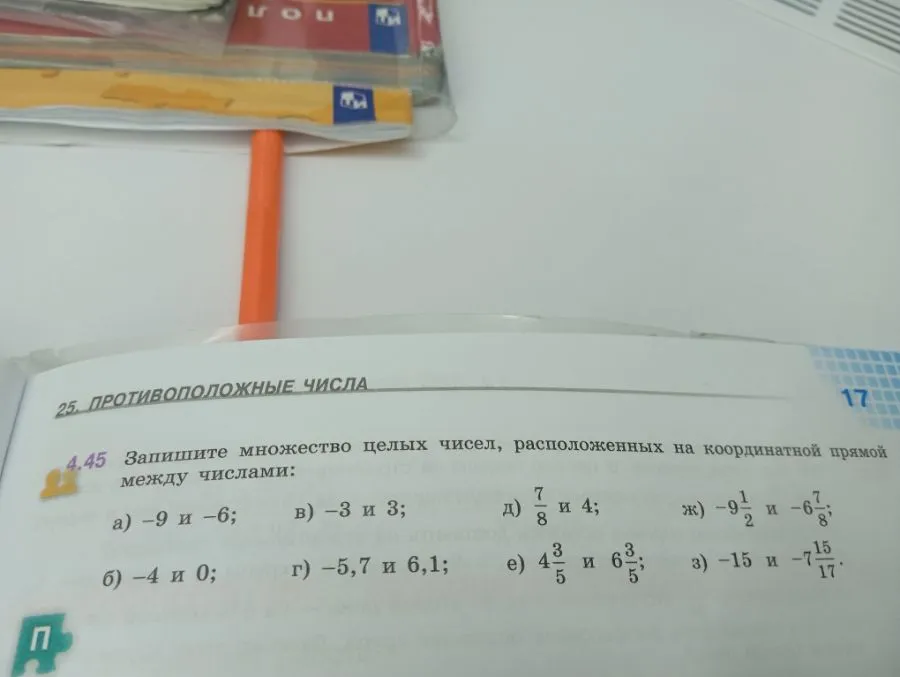 ПОЛ
25. ПРОТИВОПОЛОЖНЫЕ ЧИСЛА
17
4.45 Запишите множество целых чисел, расположенных на координатной прямой
между числами:
а) −9 и −6; в) −3 и 3; д) 7/8 и 4; ж) −9 1/2 и −6 7/8;
б) −4 и 0; г) −5,7 и 6,1; е) 4 3/5 и 6 3/5; з) −15 и −7 15/17.
П